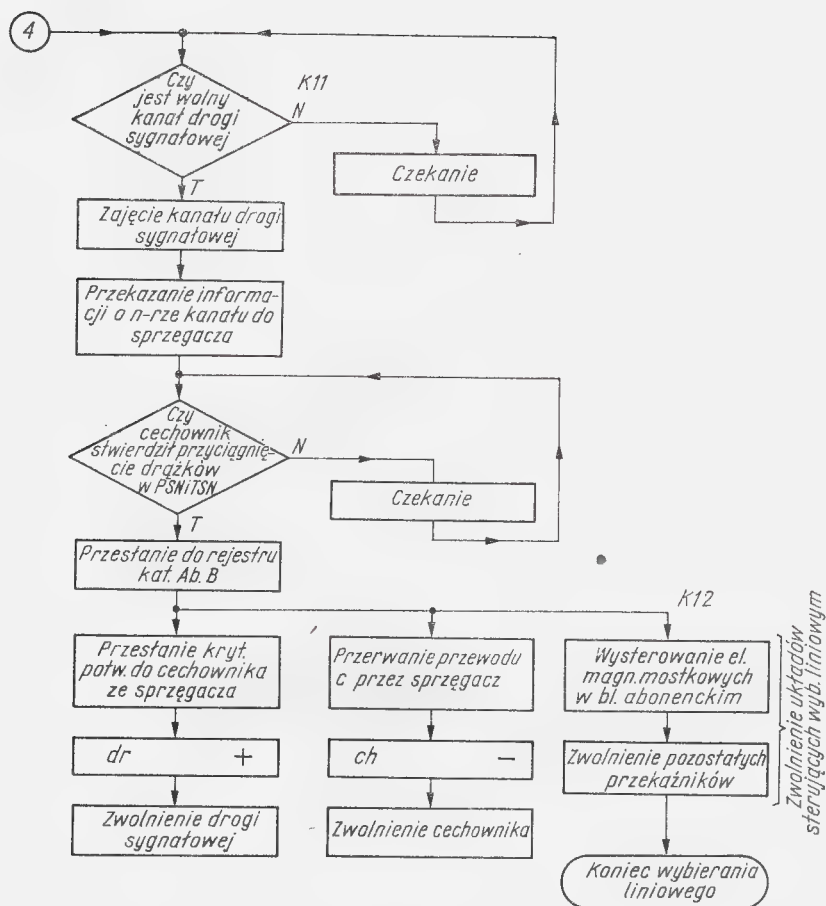 4
Czy
jest wolny
kanał drogi
sygnałowej
K11
N
Czekanie
T
Zajęcie kanału drogi
sygnałowej
Przekazanie informa-
cji o n-rze kanału do
sprzęgacza
Czy
cechownik
stwierdził przyciągnię-
cie drążków
w PSNiTSN
N
Czekanie
T
Przesłanie do rejestru
kat. Ab. B
K12
Przesłanie kryt.
potw. do cechownika
ze sprzęgacza
Przerwanie przewodu
c przez sprzęgacz
Wysterowanie el.
magn. mostkowych
w bl. abonenckim
dr +
ch –
Zwolnienie pozostałych
przekaźników
Zwolnienie układów
sterujących wyb. liniowym
Zwolnienie drogi
sygnałowej
Zwolnienie cechownika
Koniec wybierania
liniowego